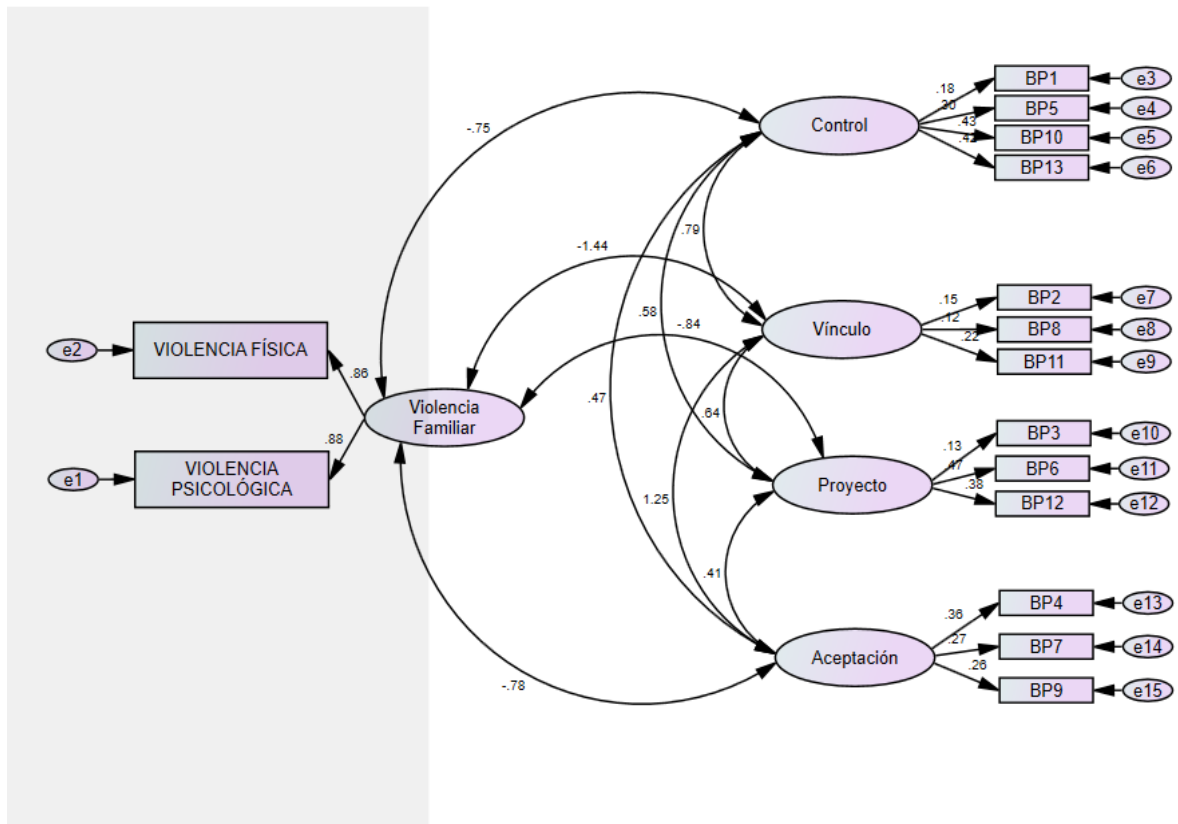 BP1
e3
.18
BP5
e4
.30
BP10
e5
.43
BP13
e6
.42
Control
-.75
.79
-1.44
BP2
e7
.15
BP8
e8
.12
BP11
e9
.22
Vínculo
.58
-.84
VIOLENCIA FÍSICA
e2
.86
Violencia
Familiar
.47
.64
.88
VIOLENCIA
PSICOLÓGICA
e1
BP3
e10
.13
BP6
e11
.47
BP12
e12
.38
Proyecto
1.25
.41
BP4
e13
.36
BP7
e14
.27
BP9
e15
.26
Aceptación
-.78